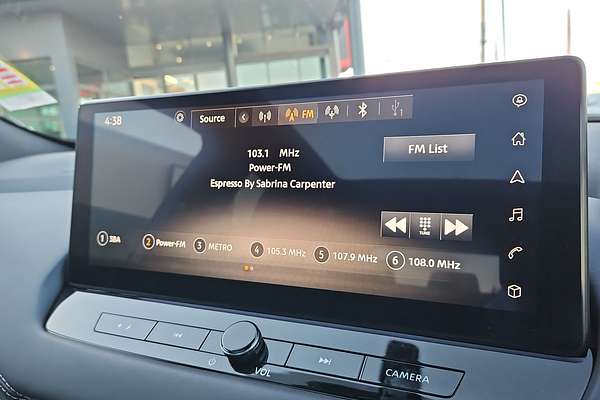 4:38
Source
FM
1
103.1 MHz
Power-FM
Espresso By Sabrina Carpenter
FM List
TUNE
1 3BA
2 Power-FM
3 METRO
4 105.3 MHz
5 107.9 MHz
6 108.0 MHz
VOL
CAMERA